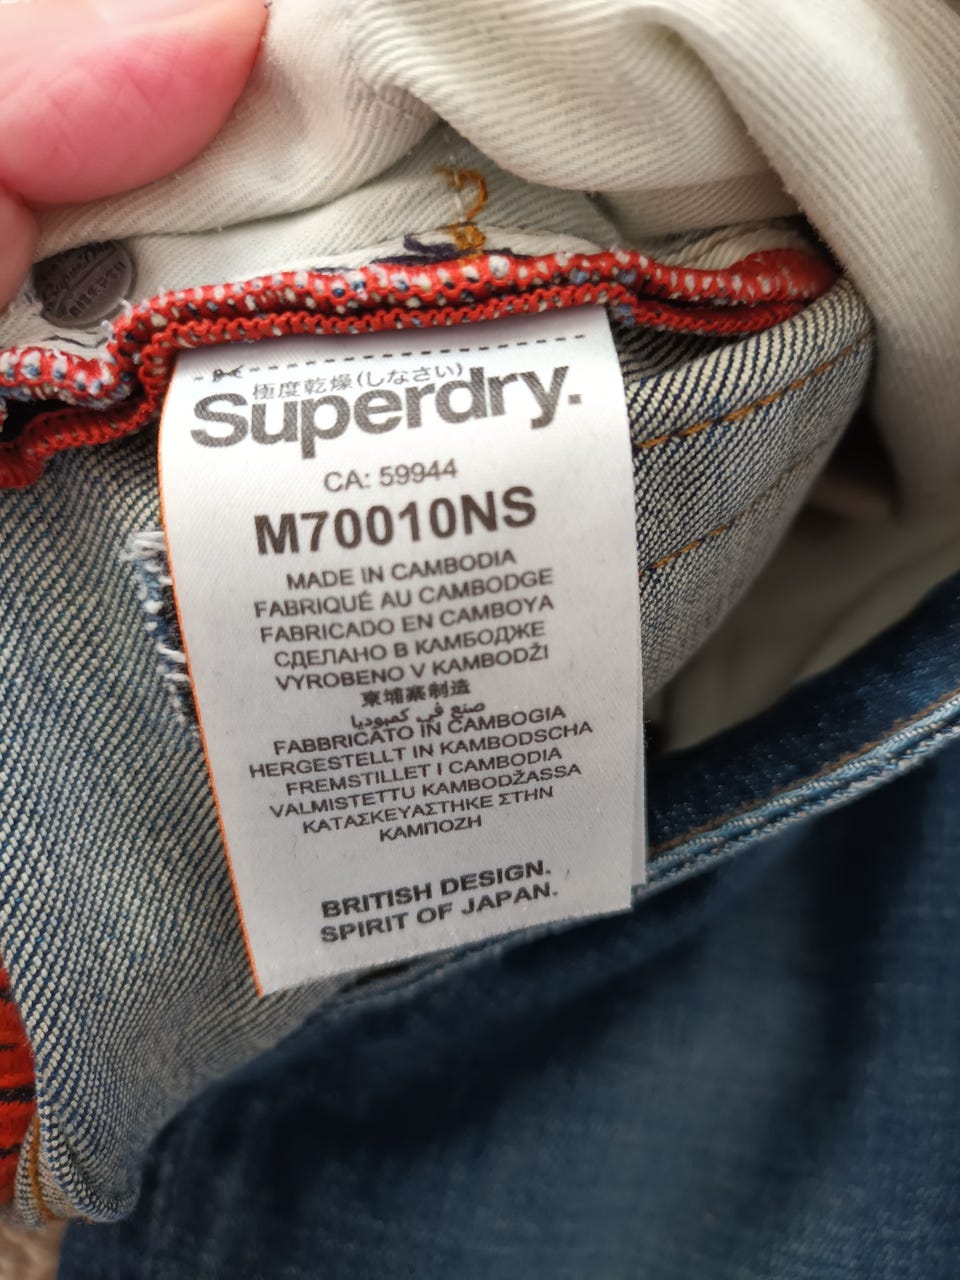 極度乾燥(しなさい)
Superdry.
CA: 59944
M70010NS
MADE IN CAMBODIA
FABRIQUÉ AU CAMBODGE
FABRICADO EN CAMBOYA
СДЕЛАНО В КАМБОДЖЕ
VYROBENO V KAMBODŽI
柬埔寨制造
صنع في كمبوديا
FABBRICATO IN CAMBOGIA
HERGESTELLT IN KAMBODSCHA
FREMSTILLET I CAMBODIA
VALMISTETTU KAMBODŽASSA
ΚΑΤΑΣΚΕΥΑΣΤΗΚΕ ΣΤΗΝ
ΚΑΜΠΟΖΗ
BRITISH DESIGN.
SPIRIT OF JAPAN.